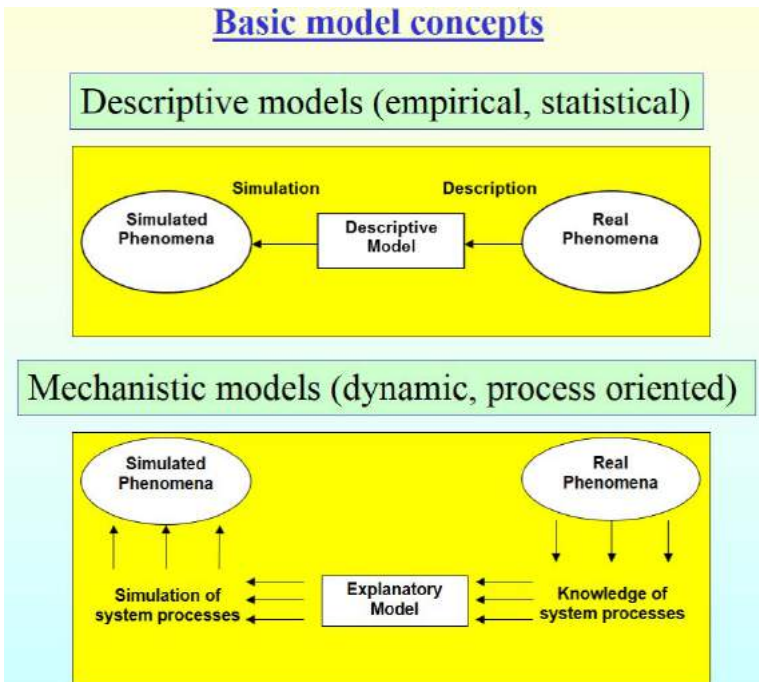 Basic model concepts
Descriptive models (empirical, statistical)
Simulation
Description
Simulated
Phenomena
Descriptive
Model
Real
Phenomena
Mechanistic models (dynamic, process oriented)
Simulated
Phenomena
Real
Phenomena
Simulation of
system processes
Explanatory
Model
Knowledge of
system processes